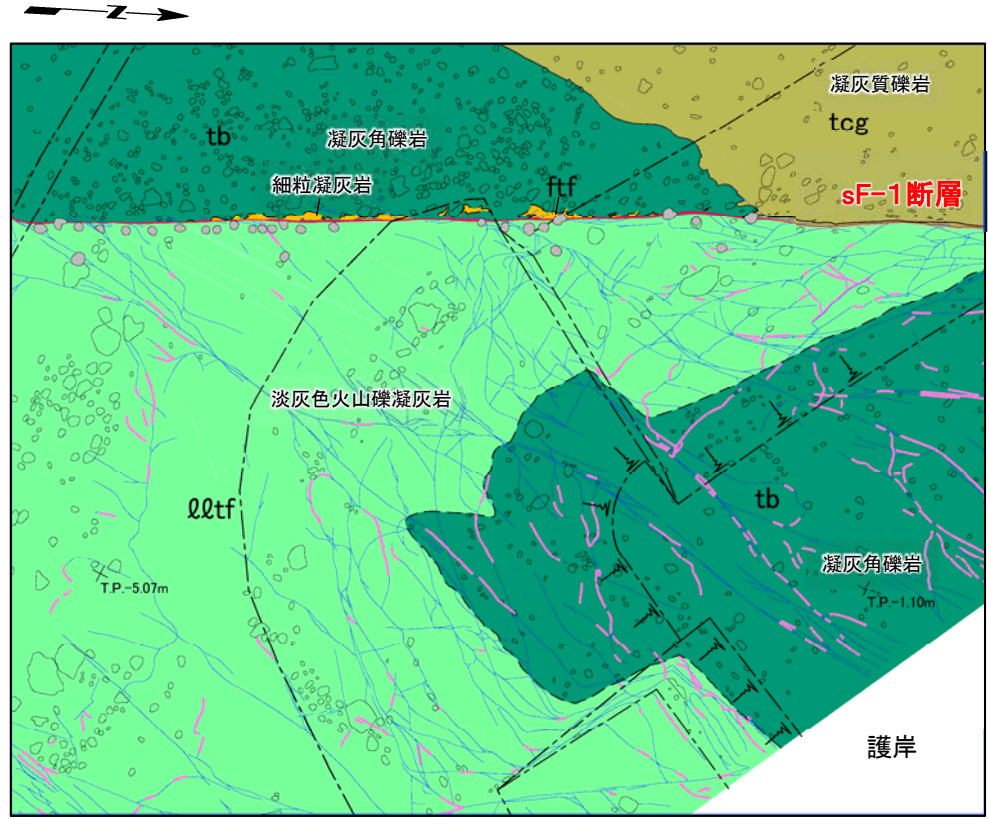 Z
凝灰質礫岩
tcg
tb
凝灰角礫岩
細粒凝灰岩
ftf
sF-1断層
淡灰色火山礫凝灰岩
ℓℓtf
tb
凝灰角礫岩
T.P.-5.07m
T.P.-1.10m
護岸